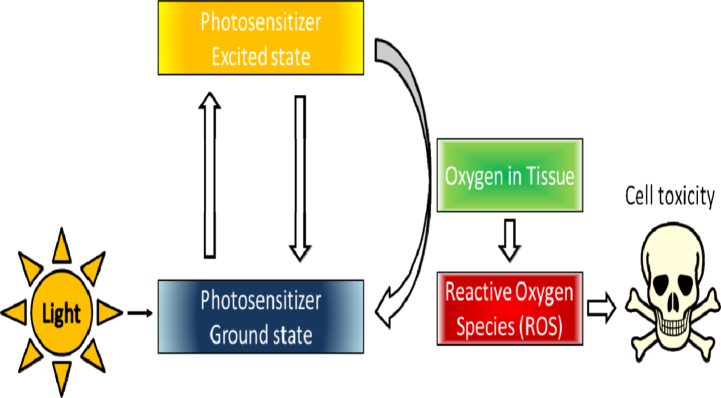 Photosensitizer
Excited state
Oxygen in Tissue
Cell toxicity
Light
Photosensitizer
Ground state
Reactive Oxygen
Species (ROS)